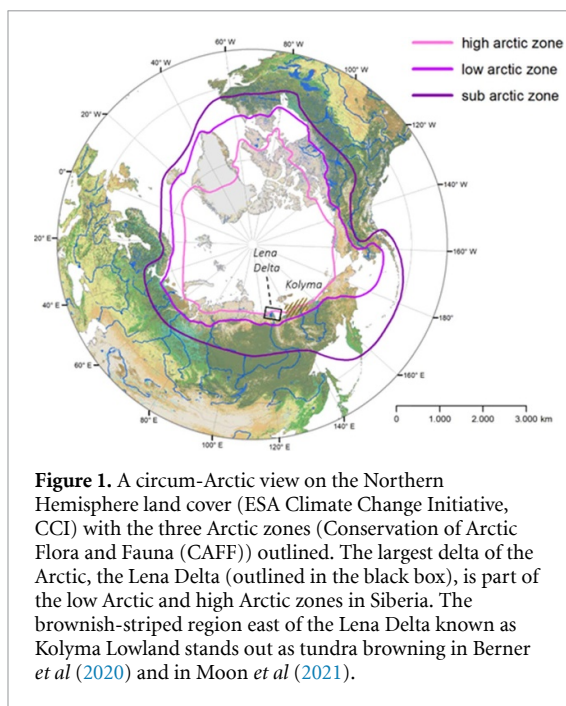 60° W
80° W
high arctic zone
low arctic zone
sub arctic zone
40° W
100° W
20° W
120° W
0°
140° W
20° E
160° W
Lena
Delta
Kolyma
40° E
180°
60° E
160° E
80° E
140° E
100° E
120° E
0 1.000 2.000 3.000 km
Figure 1. A circum-Arctic view on the Northern
Hemisphere land cover (ESA Climate Change Initiative,
CCI) with the three Arctic zones (Conservation of Arctic
Flora and Fauna (CAFF)) outlined. The largest delta of the
Arctic, the Lena Delta (outlined in the black box), is part of
the low Arctic and high Arctic zones in Siberia. The
brownish-striped region east of the Lena Delta known as
Kolyma Lowland stands out as tundra browning in Berner
et al (2020) and in Moon et al (2021).